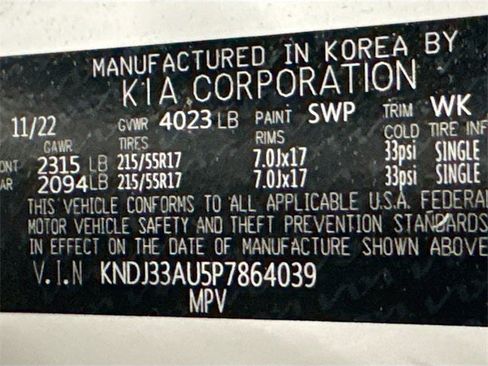 MANUFACTURED IN KOREA BY
KIA CORPORATION
11/22 GVWR 4023 LB PAINT SWP TRIM WK
GAWR TIRES RIMS COLD TIRE INF
ONT 2315 LB 215/55R17 7.0Jx17 33psi SINGLE
AR 2094 LB 215/55R17 7.0Jx17 33psi SINGLE
THIS VEHICLE CONFORMS TO ALL APPLICABLE U.S.A. FEDERAL
MOTOR VEHICLE SAFETY AND THEFT PREVENTION STANDARDS
IN EFFECT ON THE DATE OF MANUFACTURE SHOWN ABOVE
V.I.N KNDJ33AU5P7864039
MPV